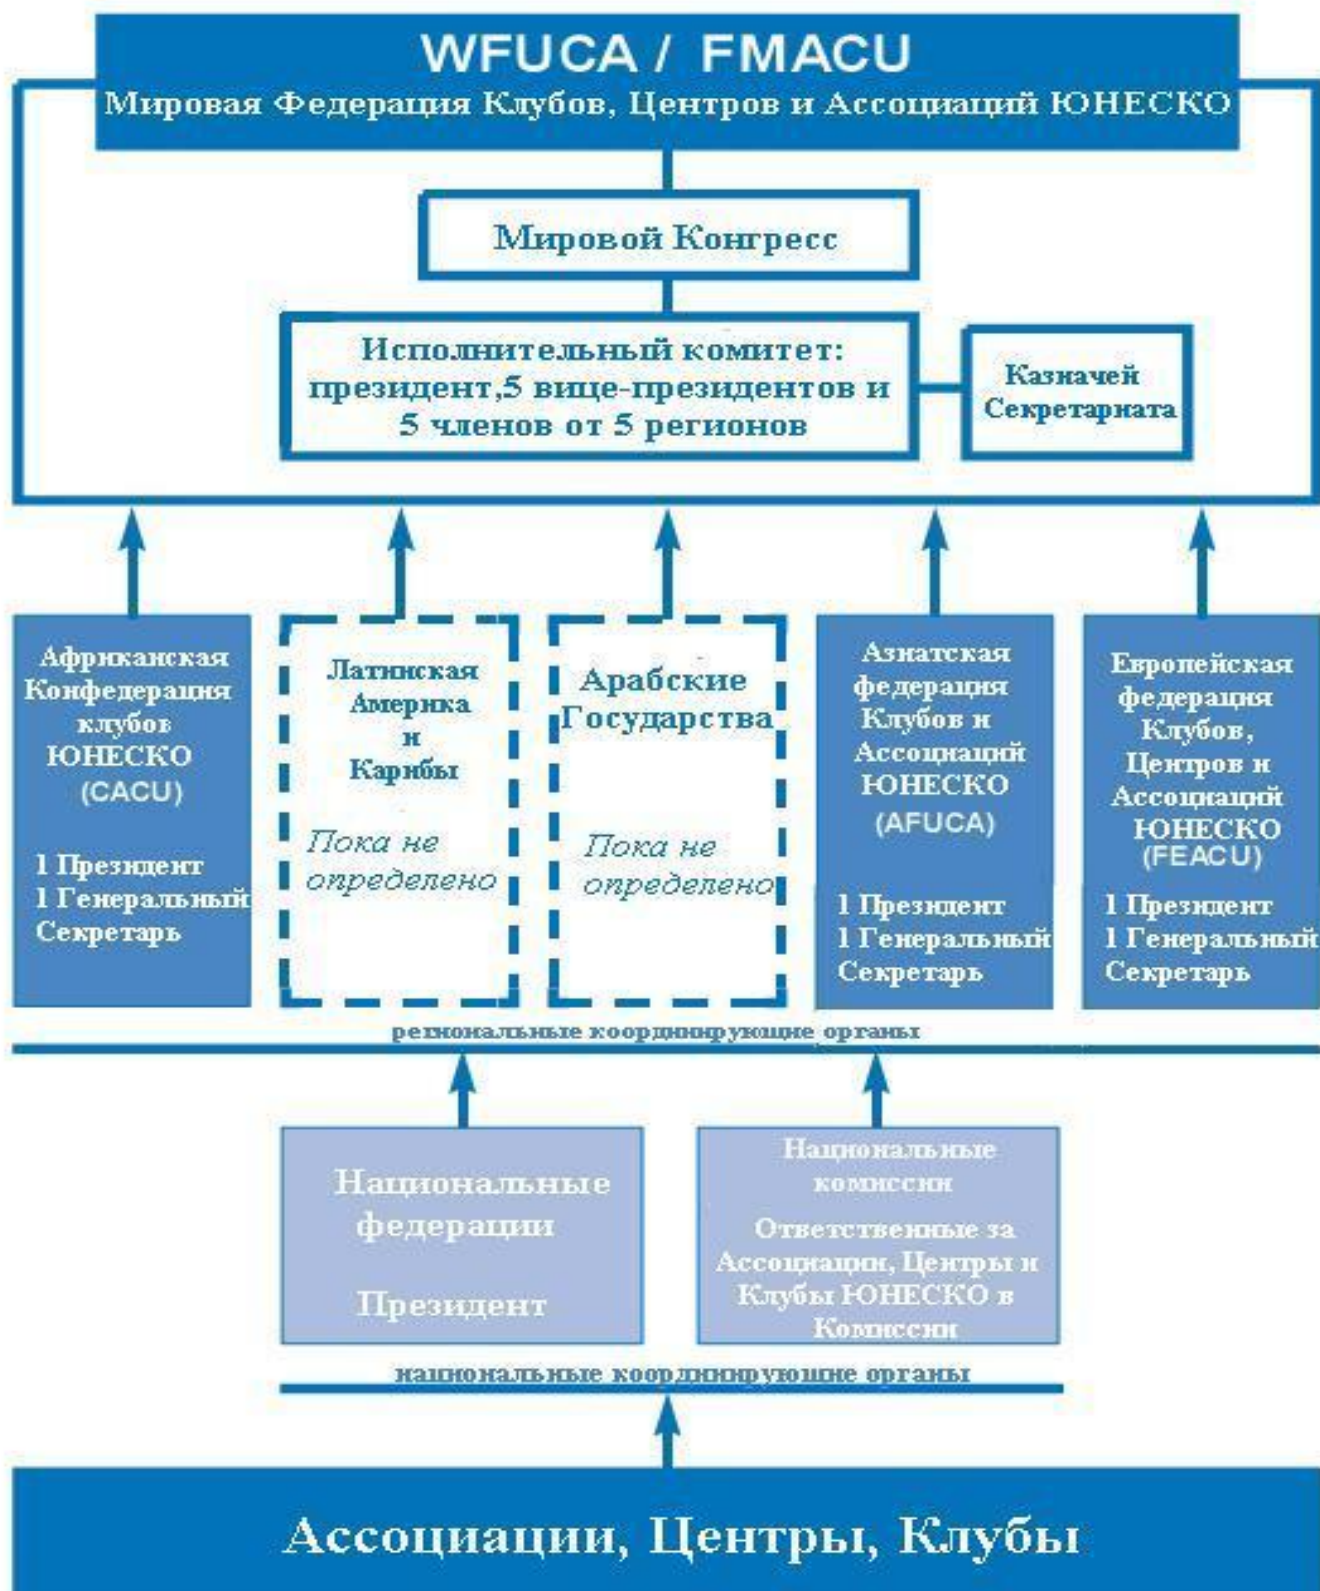 WFUCA / FMACU
Мировая Федерация Клубов, Центров и Ассоциаций ЮНЕСКО
Мировой Конгресс
Исполнительный комитет:
президент,5 вице-президентов и
5 членов от 5 регионов
Казначей
Секретариата
Африканская
Конфедерация
клубов
ЮНЕСКО
(CACU)
1 Президент
1 Генеральный
Секретарь
Латинская
Америка
и
Карибы
Пока не
определено
Арабские
Государства
Пока не
определено
Азиатская
федерация
Клубов и
Ассоциаций
ЮНЕСКО
(AFUCA)
1 Президент
1 Генеральный
Секретарь
Европейская
федерация
Клубов,
Центров и
Ассоциаций
ЮНЕСКО
(FEACU)
1 Президент
1 Генеральный
Секретарь
региональные координирующие органы
Национальные
федерации
Президент
Национальные
комиссии
Ответственные за
Ассоциации, Центры и
Клубы ЮНЕСКО в
Комиссии
национальные координирующие органы
Ассоциации, Центры, Клубы